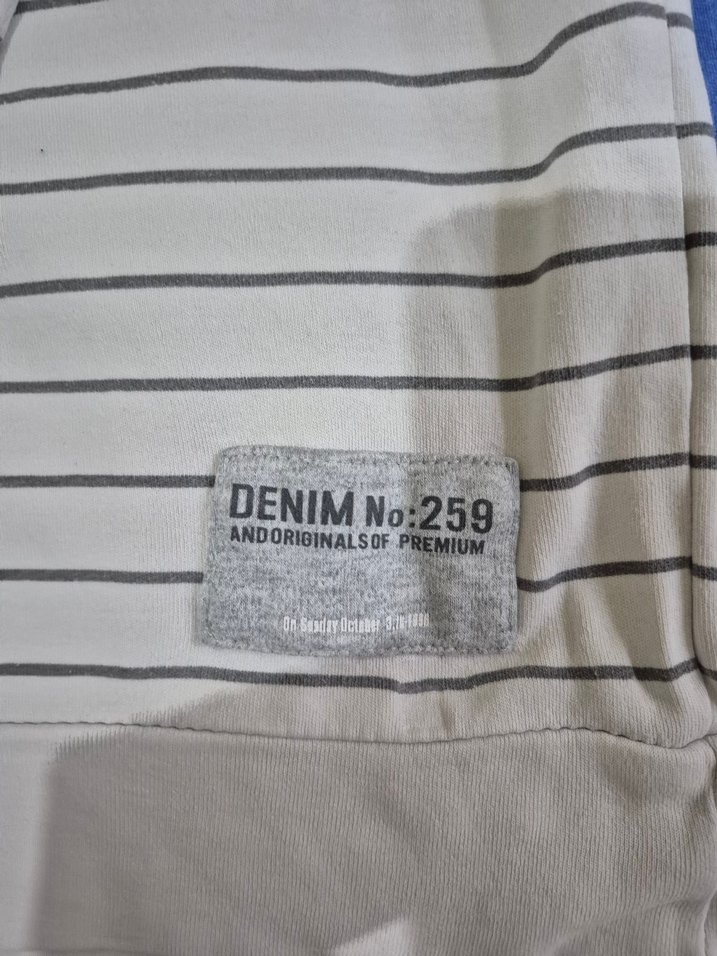 DENIM No:259
ANDORIGINALSOF PREMIUM
On Sunday October